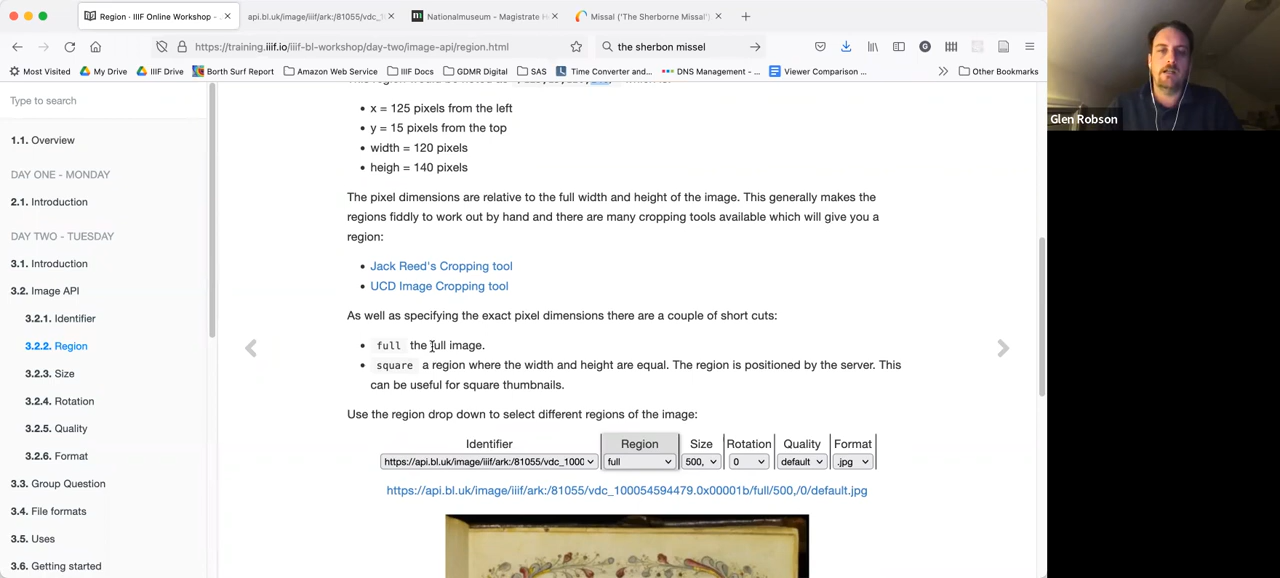 Region · IIIF Online Workshop -
api.bl.uk/image/iiif/ark:/81055/vdc_1
Nationalmuseum - Magistrate H
Missal ('The Sherborne Missal')
https://training.iiif.io/iiif-bl-workshop/day-two/image-api/region.html
the sherbon missel
Most Visited
My Drive
IIIF Drive
Borth Surf Report
Amazon Web Service
IIIF Docs
GDMR Digital
SAS
Time Converter and...
DNS Management - ...
Viewer Comparison ...
Other Bookmarks
Type to search
1.1. Overview
DAY ONE - MONDAY
2.1. Introduction
DAY TWO - TUESDAY
3.1. Introduction
3.2. Image API
3.2.1. Identifier
3.2.2. Region
3.2.3. Size
3.2.4. Rotation
3.2.5. Quality
3.2.6. Format
3.3. Group Question
3.4. File formats
3.5. Uses
3.6. Getting started
x = 125 pixels from the left
y = 15 pixels from the top
width = 120 pixels
heigh = 140 pixels
The pixel dimensions are relative to the full width and height of the image. This generally makes the
regions fiddly to work out by hand and there are many cropping tools available which will give you a
region:
Jack Reed's Cropping tool
UCD Image Cropping tool
As well as specifying the exact pixel dimensions there are a couple of short cuts:
full the full image.
square a region where the width and height are equal. The region is positioned by the server. This
can be useful for square thumbnails.
Use the region drop down to select different regions of the image:
Identifier Region Size Rotation Quality Format
https://api.bl.uk/image/iiif/ark:/81055/vdc_1000 full 500, 0 default .jpg
https://api.bl.uk/image/iiif/ark:/81055/vdc_100054594479.0x00001b/full/500,/0/default.jpg
Glen Robson